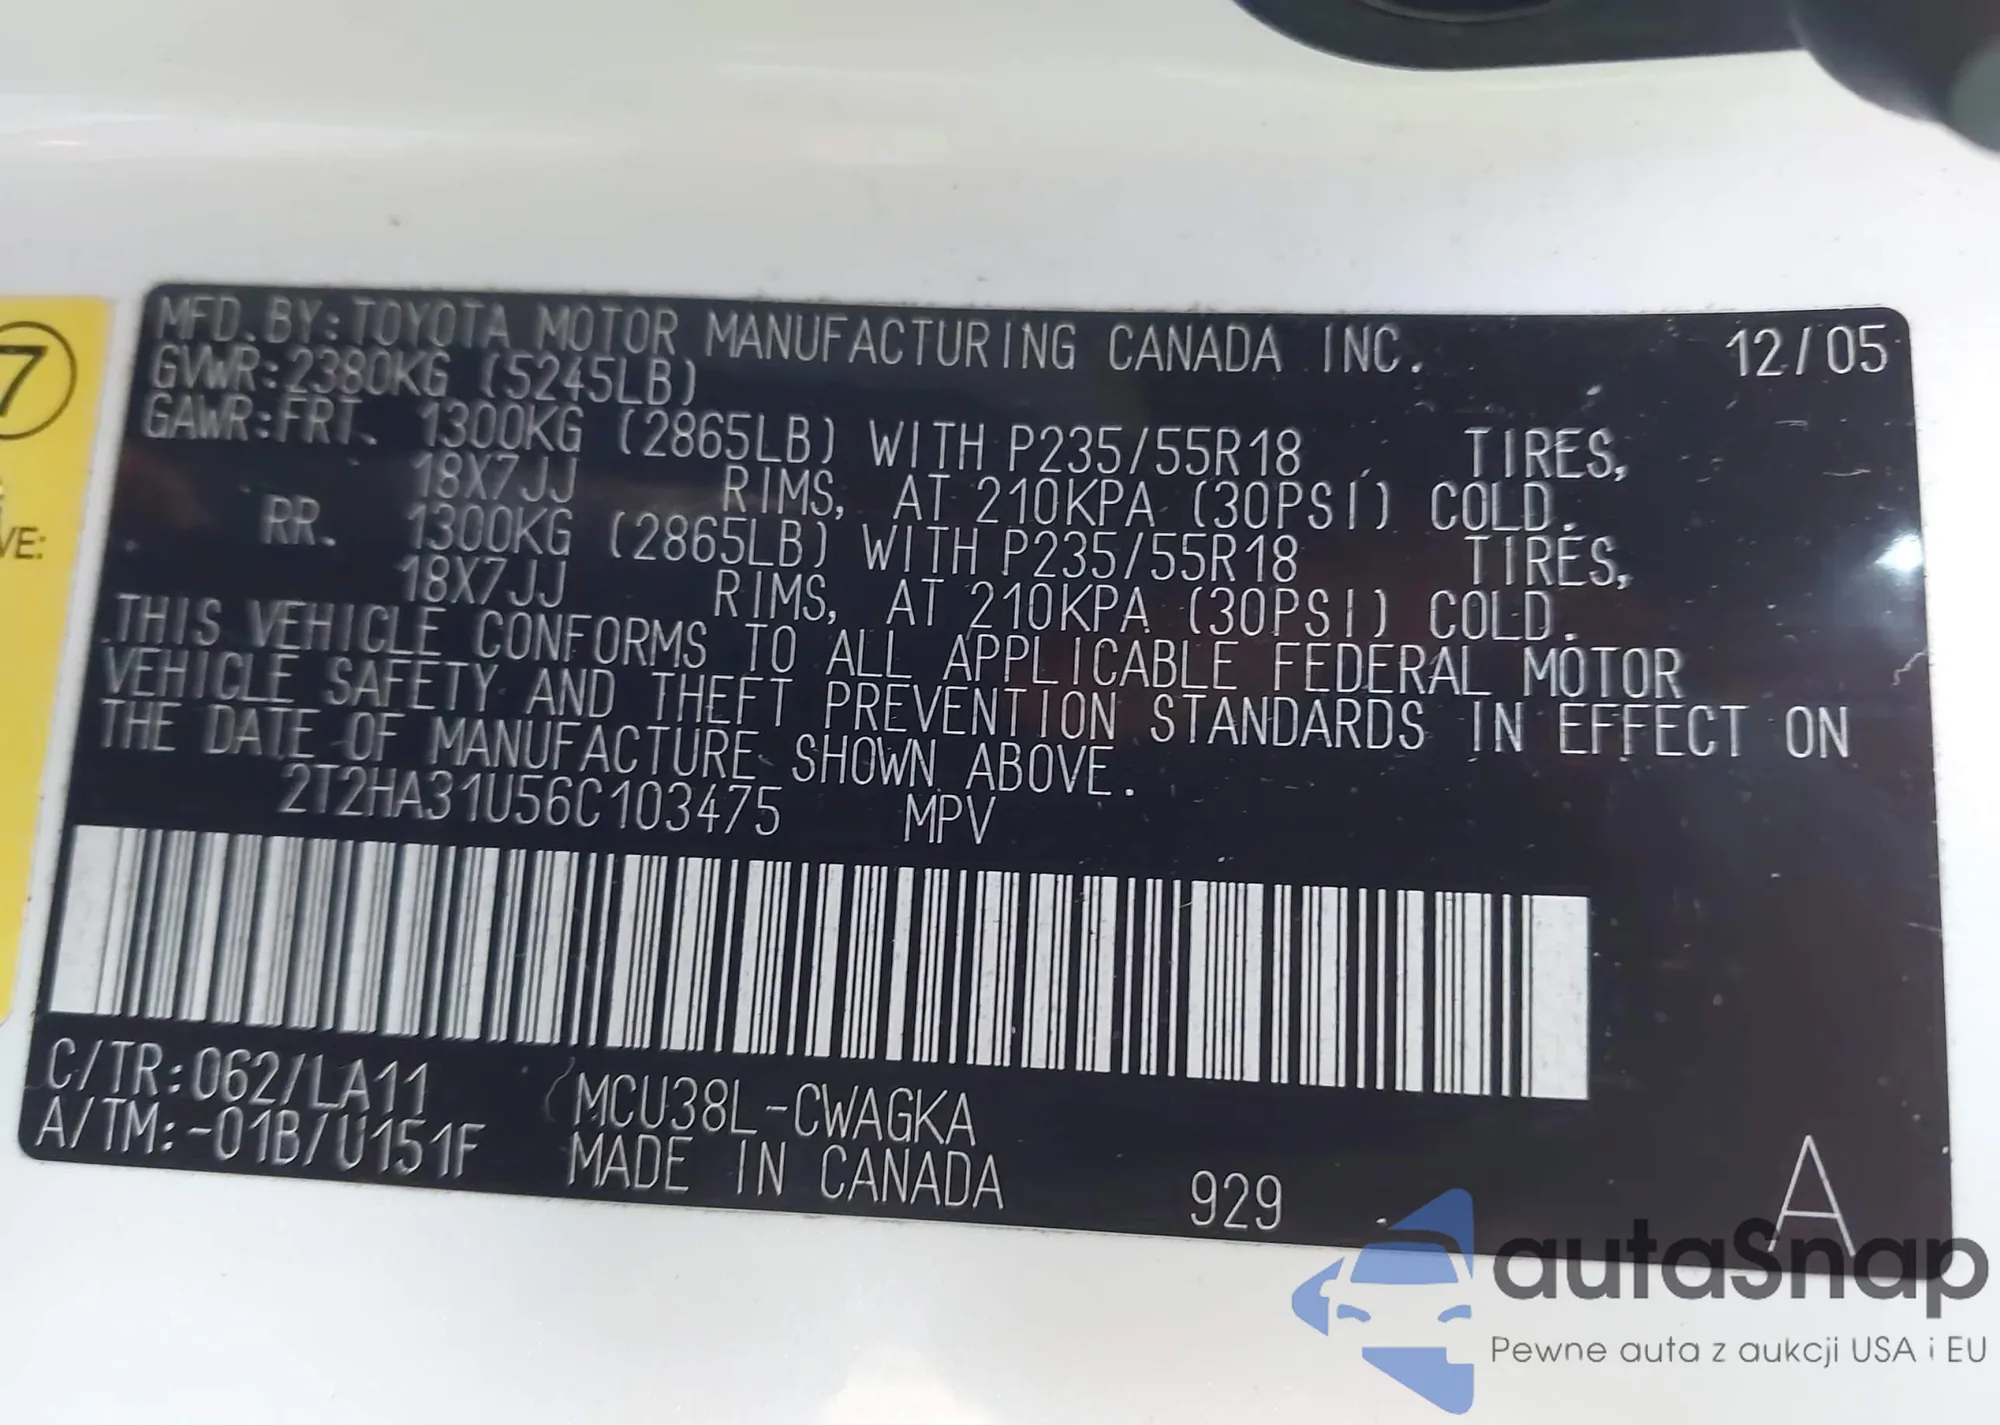 7
VE:
MFD. BY: TOYOTA MOTOR MANUFACTURING CANADA INC. 12/05
GVWR: 2380KG (5245LB)
GAWR: FRT. 1300KG (2865LB) WITH P235/55R18 TIRES,
18X7JJ RIMS, AT 210KPA (30PSI) COLD.
RR. 1300KG (2865LB) WITH P235/55R18 TIRES,
18X7JJ RIMS, AT 210KPA (30PSI) COLD.
THIS VEHICLE CONFORMS TO ALL APPLICABLE FEDERAL MOTOR
VEHICLE SAFETY AND THEFT PREVENTION STANDARDS IN EFFECT ON
THE DATE OF MANUFACTURE SHOWN ABOVE.
2T2HA31U56C103475 MPV
C/TR: 062/LA11 MCU38L-CWAGKA
A/TM: -01B/U151F MADE IN CANADA 929 A
autoSnap
Pewne auta z aukcji USA i EU